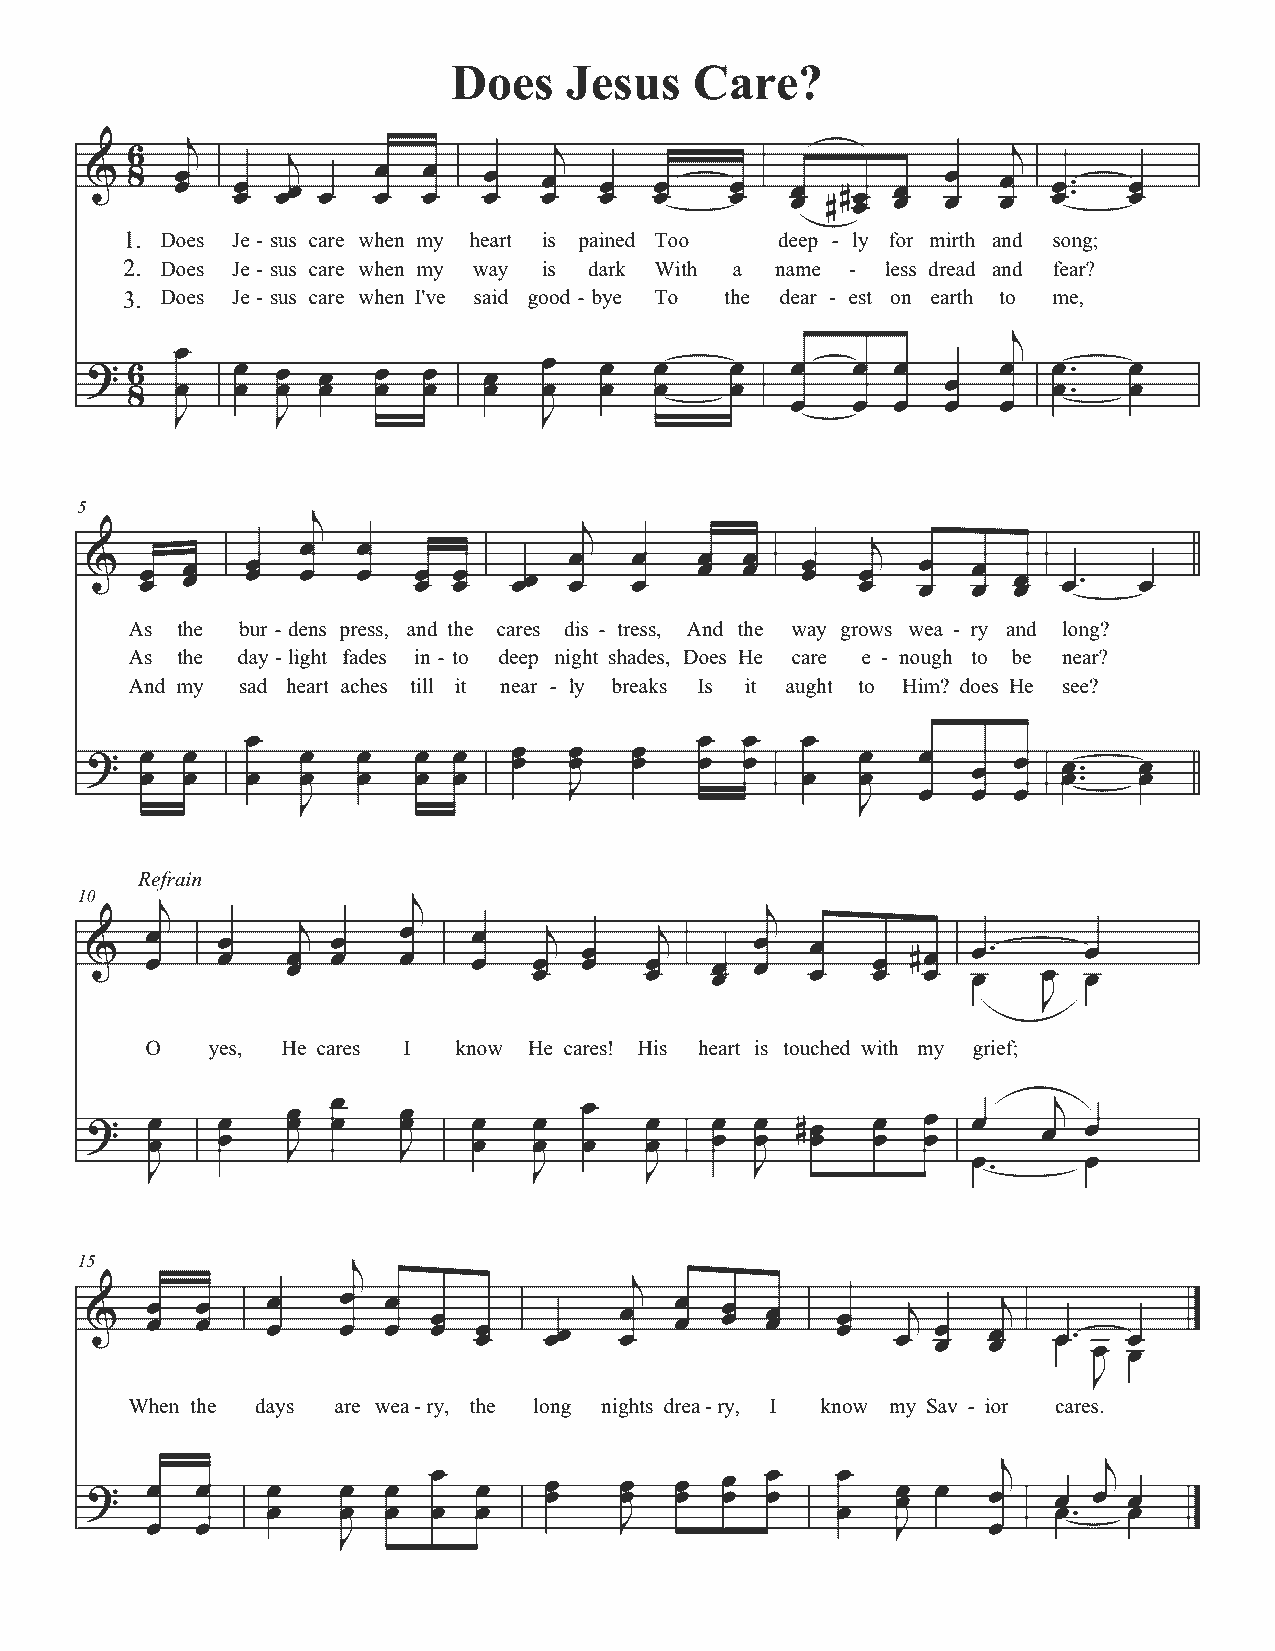 Does Jesus Care?
6
8
1. Does Je - sus care when my heart is pained Too deep - ly for mirth and song;
2. Does Je - sus care when my way is dark With a name - less dread and fear?
3. Does Je - sus care when I've said good - bye To the dear - est on earth to me,
6
8
5
As the bur - dens press, and the cares dis - tress, And the way grows wea - ry and long?
As the day - light fades in - to deep night shades, Does He care e - nough to be near?
And my sad heart aches till it near - ly breaks Is it aught to Him? does He see?
Refrain
10
O yes, He cares I know He cares! His heart is touched with my grief;
15
When the days are wea - ry, the long nights drea - ry, I know my Sav - ior cares.